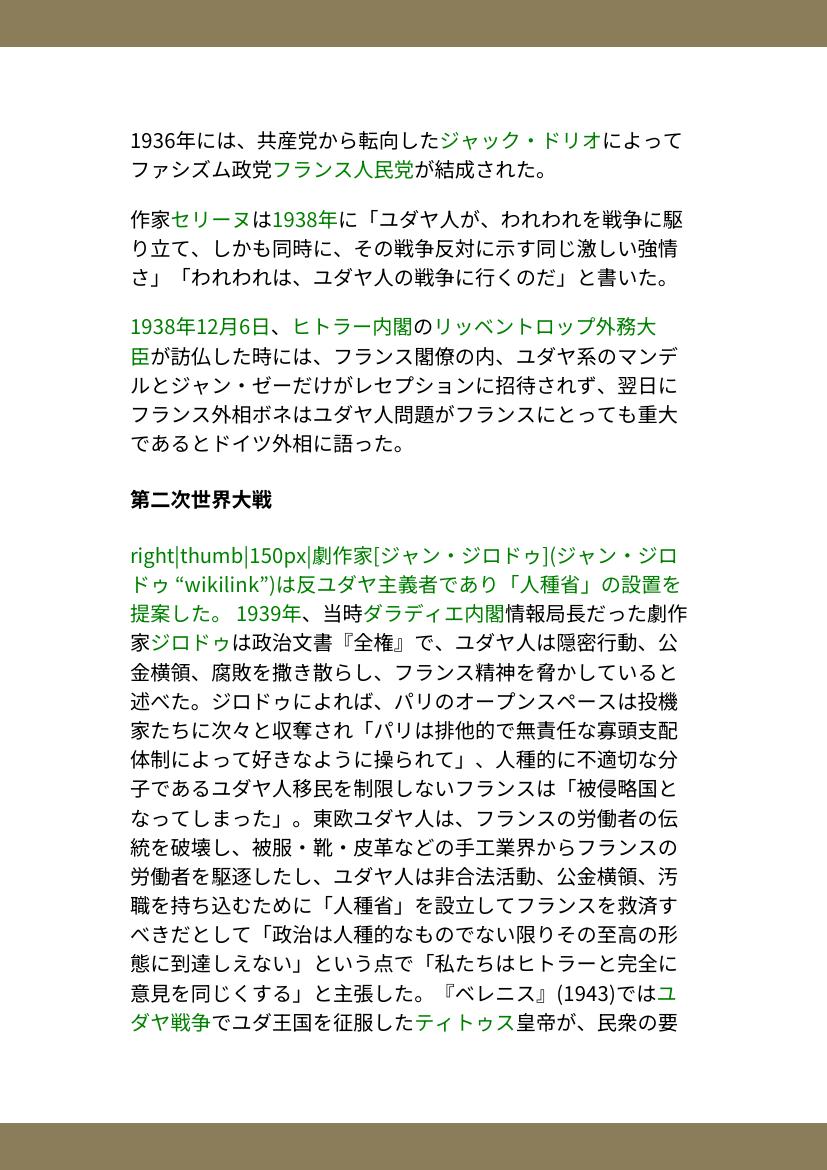 1936年には、共産党から転向したジャック・ドリオによって
ファシズム政党フランス人民党が結成された。
作家セリーヌは1938年に「ユダヤ人が、われわれを戦争に駆
り立て、しかも同時に、その戦争反対に示す同じ激しい強情
さ」「われわれは、ユダヤ人の戦争に行くのだ」と書いた。
1938年12月6日、ヒトラー内閣のリッベントロップ外務大
臣が訪仏した時には、フランス閣僚の内、ユダヤ系のマンデ
ルとジャン・ゼーだけがレセプションに招待されず、翌日に
フランス外相ボネはユダヤ人問題がフランスにとっても重大
であるとドイツ外相に語った。
第二次世界大戦
right|thumb|150px|劇作家[ジャン・ジロドゥ](ジャン・ジロ
ドゥ “wikilink”)は反ユダヤ主義者であり「人種省」の設置を
提案した。 1939年、当時ダラディエ内閣情報局長だった劇作
家ジロドゥは政治文書『全権』で、ユダヤ人は隠密行動、公
金横領、腐敗を撒き散らし、フランス精神を脅かしていると
述べた。ジロドゥによれば、パリのオープンスペースは投機
家たちに次々と収奪され「パリは排他的で無責任な寡頭支配
体制によって好きなように操られて」、人種的に不適切な分
子であるユダヤ人移民を制限しないフランスは「被侵略国と
なってしまった」。東欧ユダヤ人は、フランスの労働者の伝
統を破壊し、被服・靴・皮革などの手工業界からフランスの
労働者を駆逐したし、ユダヤ人は非合法活動、公金横領、汚
職を持ち込むために「人種省」を設立してフランスを救済す
べきだとして「政治は人種的なものでない限りその至高の形
態に到達しえない」という点で「私たちはヒトラーと完全に
意見を同じくする」と主張した。『ベレニス』(1943)ではユ
ダヤ戦争でユダ王国を征服したティトゥス皇帝が、民衆の要